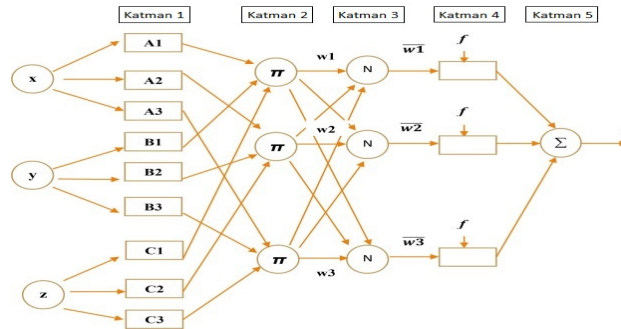 Katman 1 Katman 2 Katman 3 Katman 4 Katman 5
A1 w1 w1 f
x A2 π N
A3
B1 w2 w2 f
y B2 π N Σ
B3
C1 w3 f
z C2 π N
C3 w3